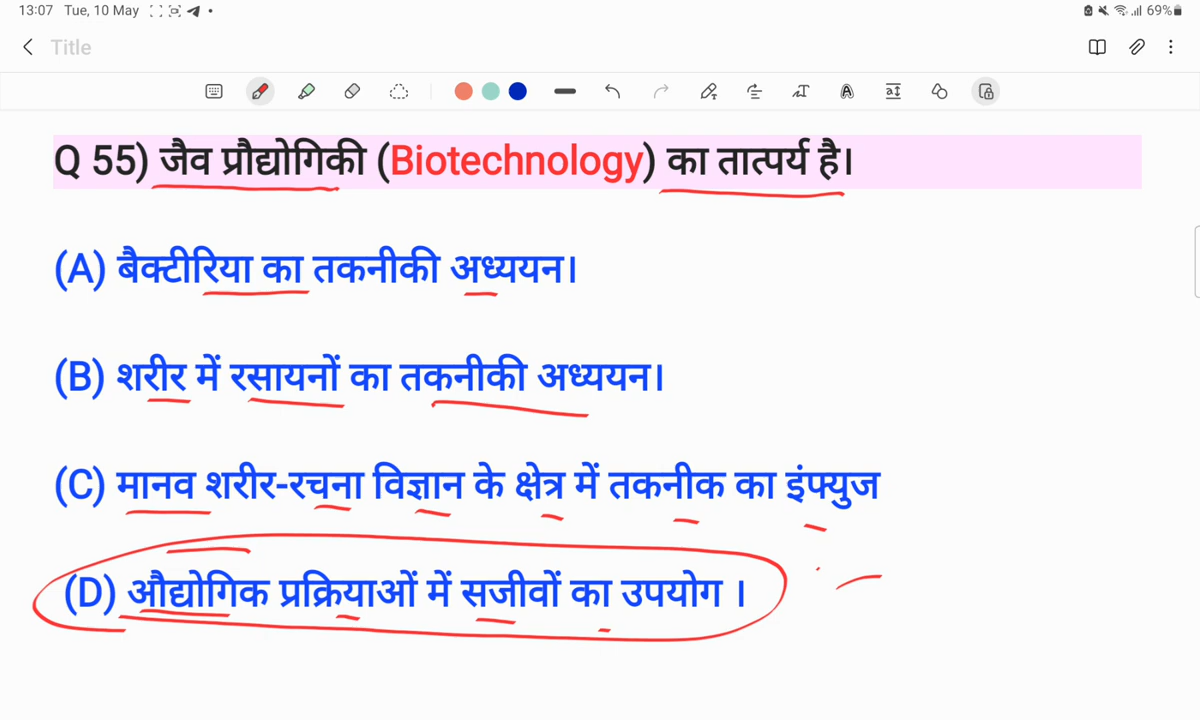 13:07 Tue, 10 May 69%
Title
Q 55) जैव प्रौद्योगिकी (Biotechnology) का तात्पर्य है।
(A) बैक्टीरिया का तकनीकी अध्ययन।
(B) शरीर में रसायनों का तकनीकी अध्ययन।
(C) मानव शरीर-रचना विज्ञान के क्षेत्र में तकनीक का इंफ्युज
(D) औद्योगिक प्रक्रियाओं में सजीवों का उपयोग ।